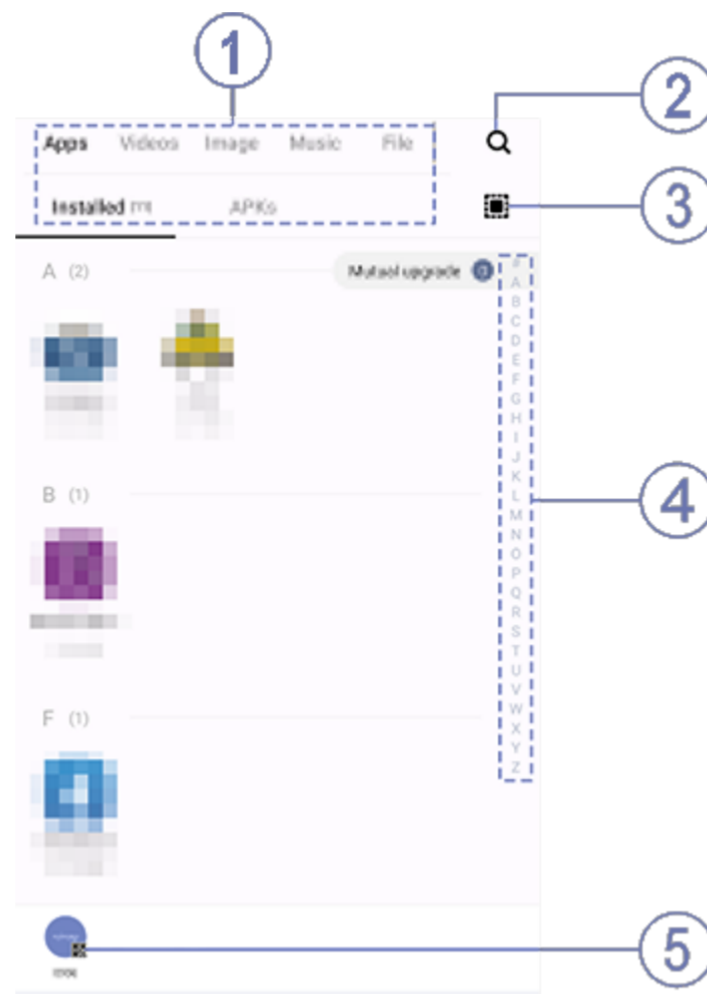 1
2
Apps Videos Image Music File
3
Installed APKs
A (2)
Mutual upgrade
#
A
B
C
D
E
F
G
H
I
J
K
L
M
N
O
P
Q
R
S
T
U
V
W
X
Y
Z
4
B (1)
F (1)
5